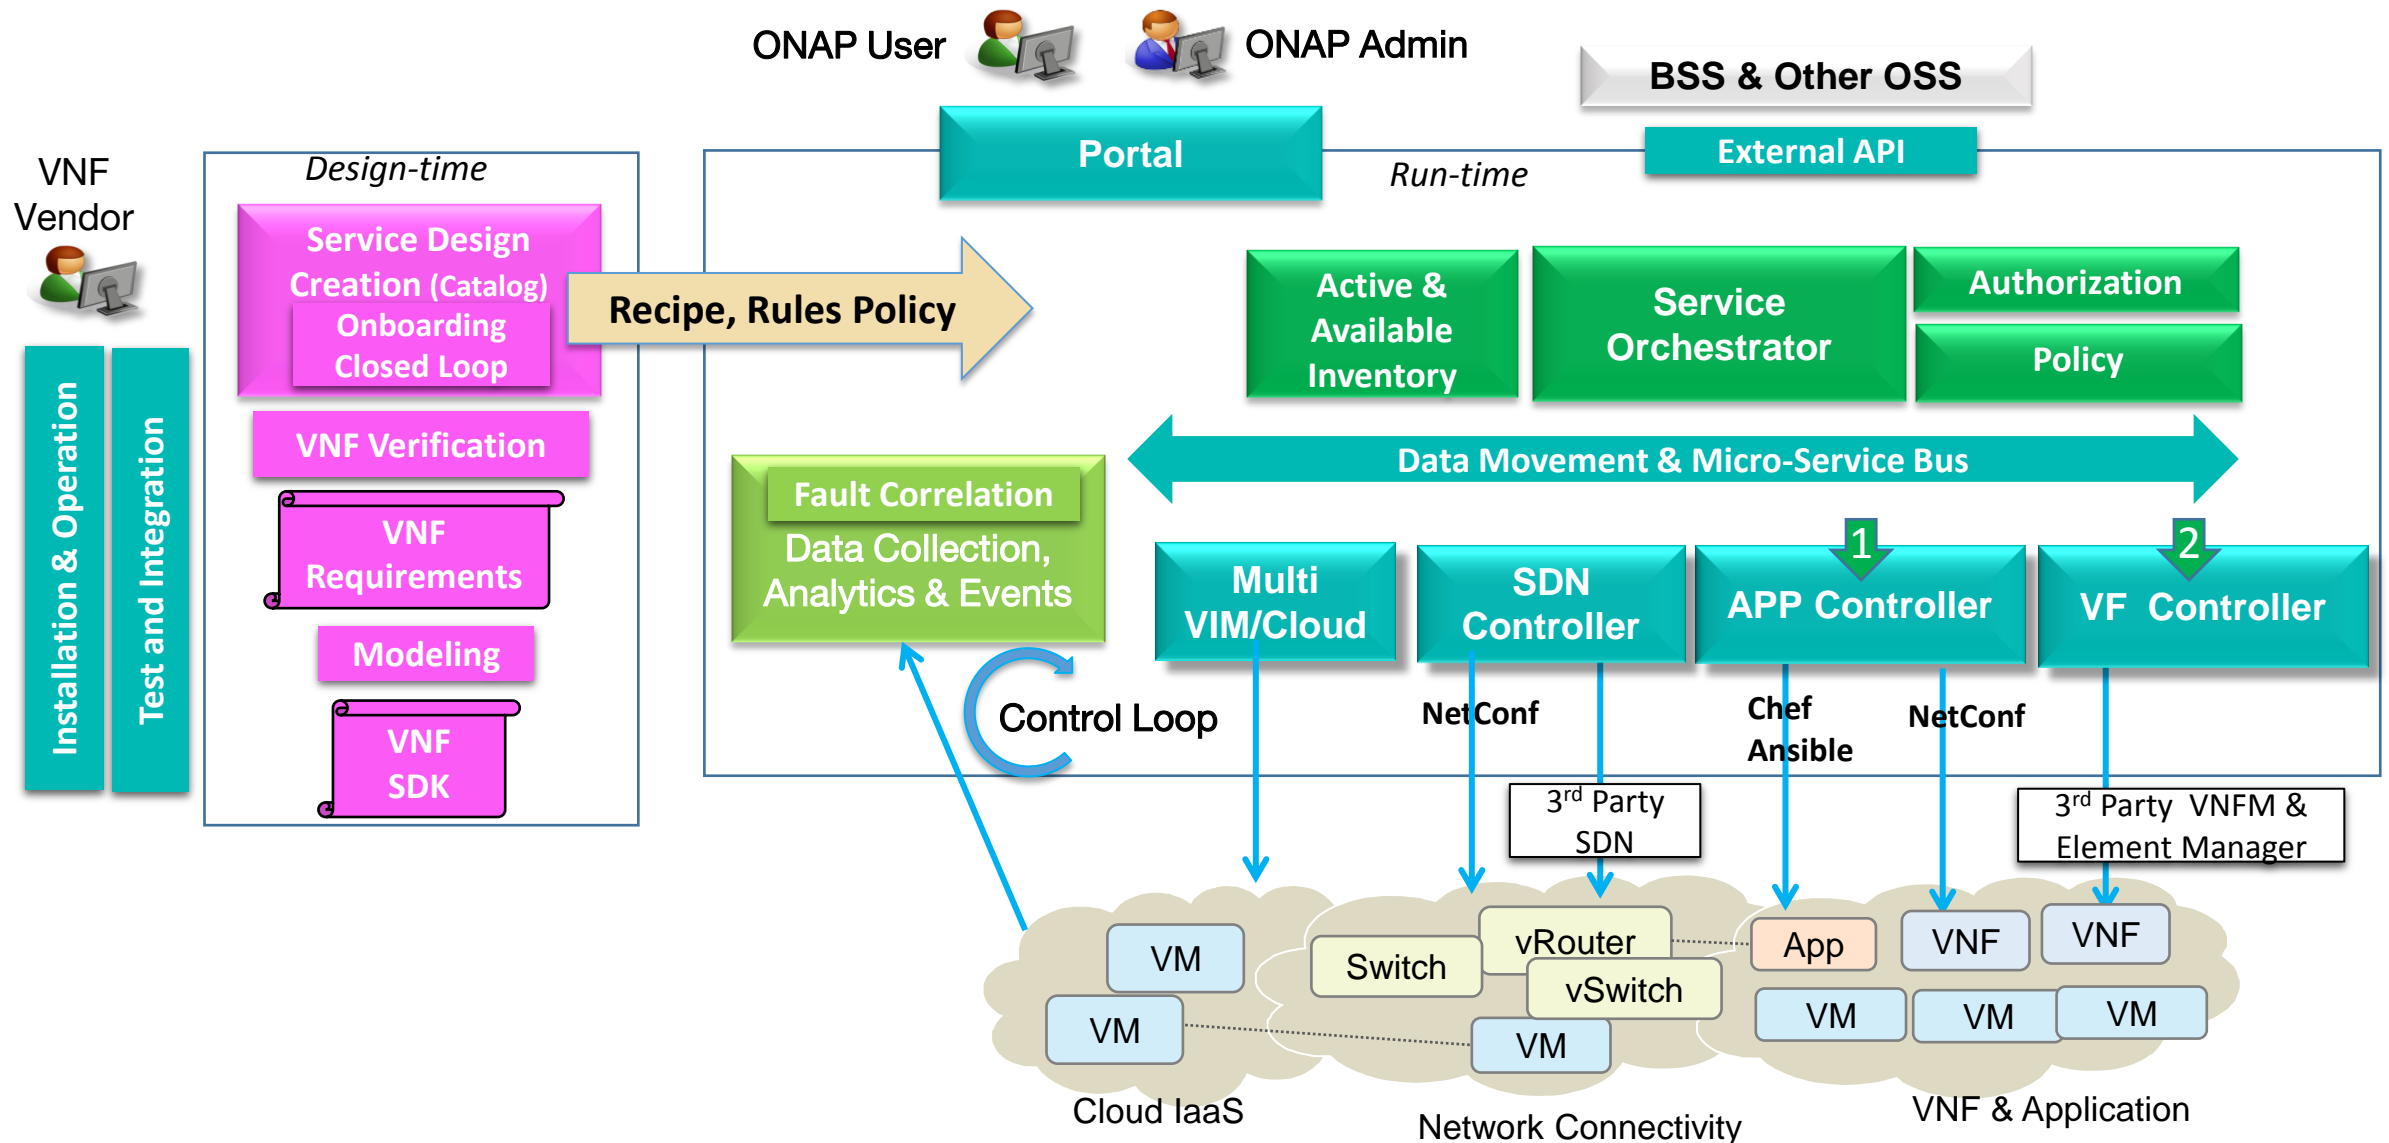 ONAP User
ONAP Admin
BSS & Other OSS
Portal
External API
VNF
Vendor
Design-time
Run-time
Service Design
Creation (Catalog)
Onboarding
Closed Loop
Recipe, Rules Policy
Active &
Available
Inventory
Service
Orchestrator
Authorization
Policy
Installation & Operation
Test and Integration
VNF Verification
Data Movement & Micro-Service Bus
Fault Correlation
Data Collection,
Analytics & Events
VNF
Requirements
Multi
VIM/Cloud
SDN
Controller
1
APP Controller
2
VF Controller
Modeling
VNF
SDK
Control Loop
NetConf
Chef
Ansible
NetConf
3rd Party
SDN
3rd Party VNFM &
Element Manager
VM
VM
Switch
vRouter
vSwitch
VM
App
VNF
VNF
VM
VM
VM
Cloud IaaS
Network Connectivity
VNF & Application